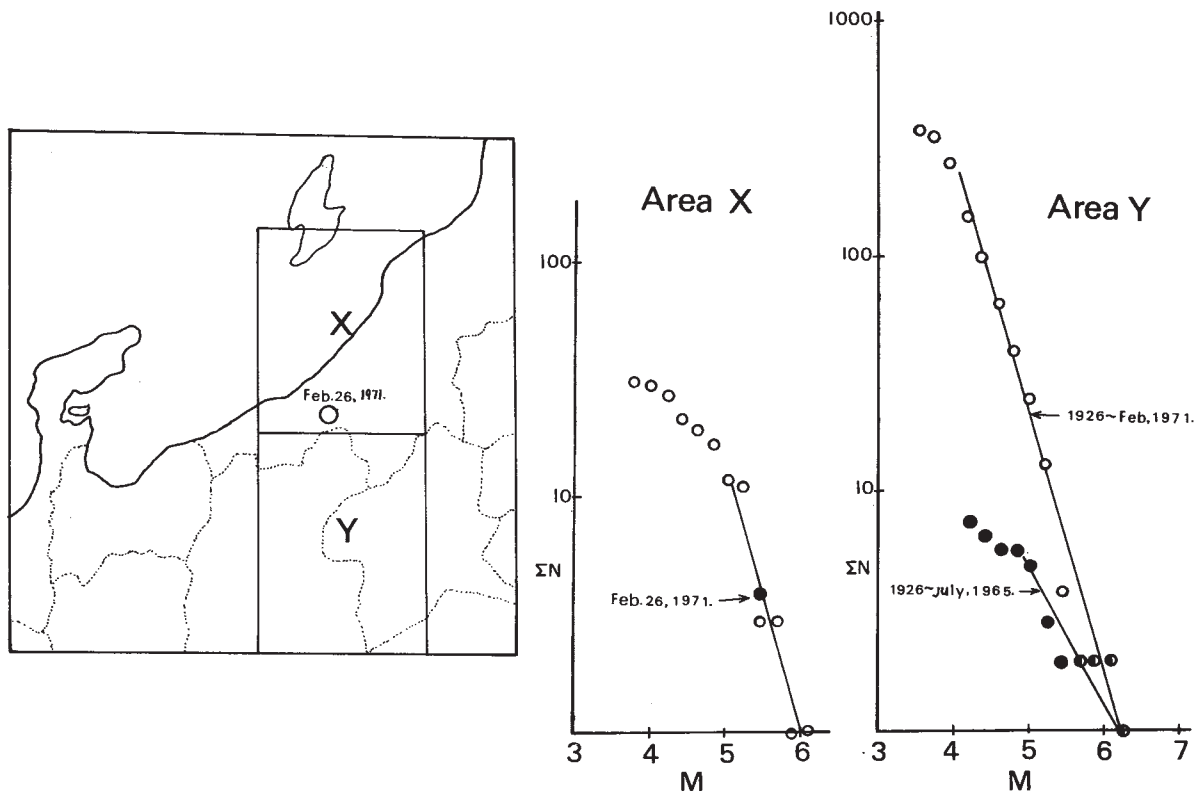 X
Feb.26, 1971.
Y
Area X
100
10
ΣN
Feb.26, 1971.
3 4 5 6
M
Area Y
1000
100
10
ΣN
1926~Feb,1971.
1926~july,1965.
3 4 5 6 7
M